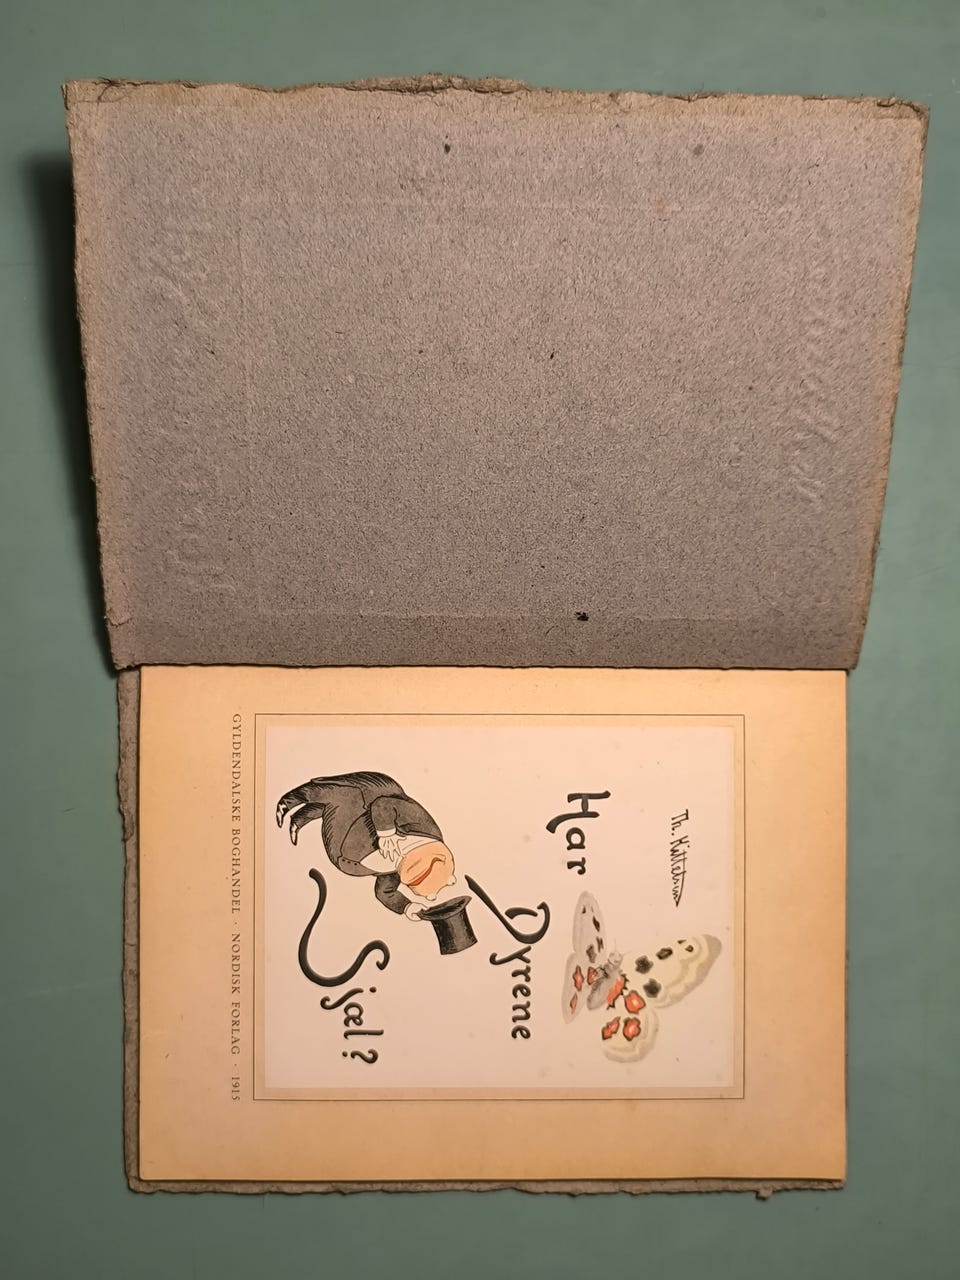 Th. Kittelsen
Har
Dyrene
Sjæl?
GYLDENDALSKE BOGHANDEL · NORDISK FORLAG · 1915